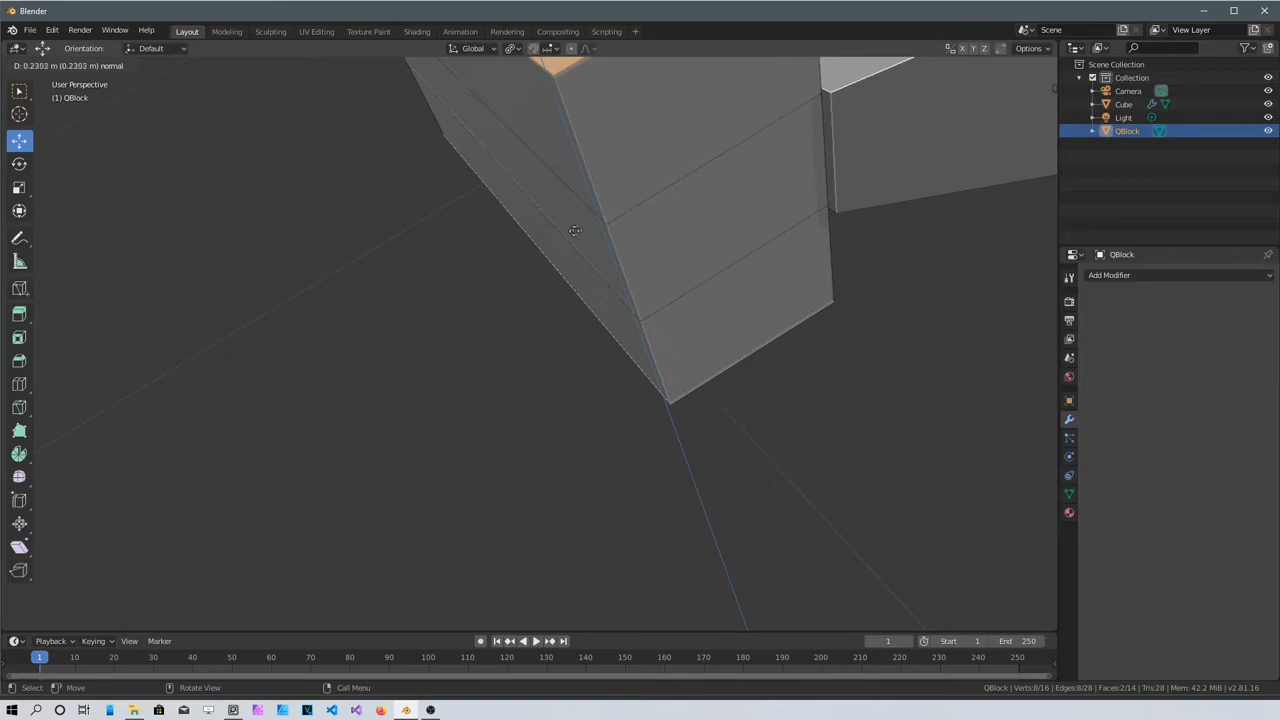 Blender
File Edit Render Window Help Layout Modeling Sculpting UV Editing Texture Paint Shading Animation Compositing Rendering Scripting + Scene View Layer
Orientation: Default Global X Y Z Options
D: 0.2302 m (0.2302 m) normal
User Perspective
(1) QBlock
Scene Collection
Collection
Camera
Cube
Light
QBlock
QBlock
Add Modifier
Playback Keying View Marker 1 Start 1 End 250
1 10 20 30 40 50 60 70 80 90 100 110 120 130 140 150 160 170 180 190 200 210 220 230 240 250
Select Move Rotate View Call Menu QBlock | Verts:8/16 | Edges:8/28 | Faces:2/14 | Tris:28 | Mem: 42.2 MiB | v2.81.16